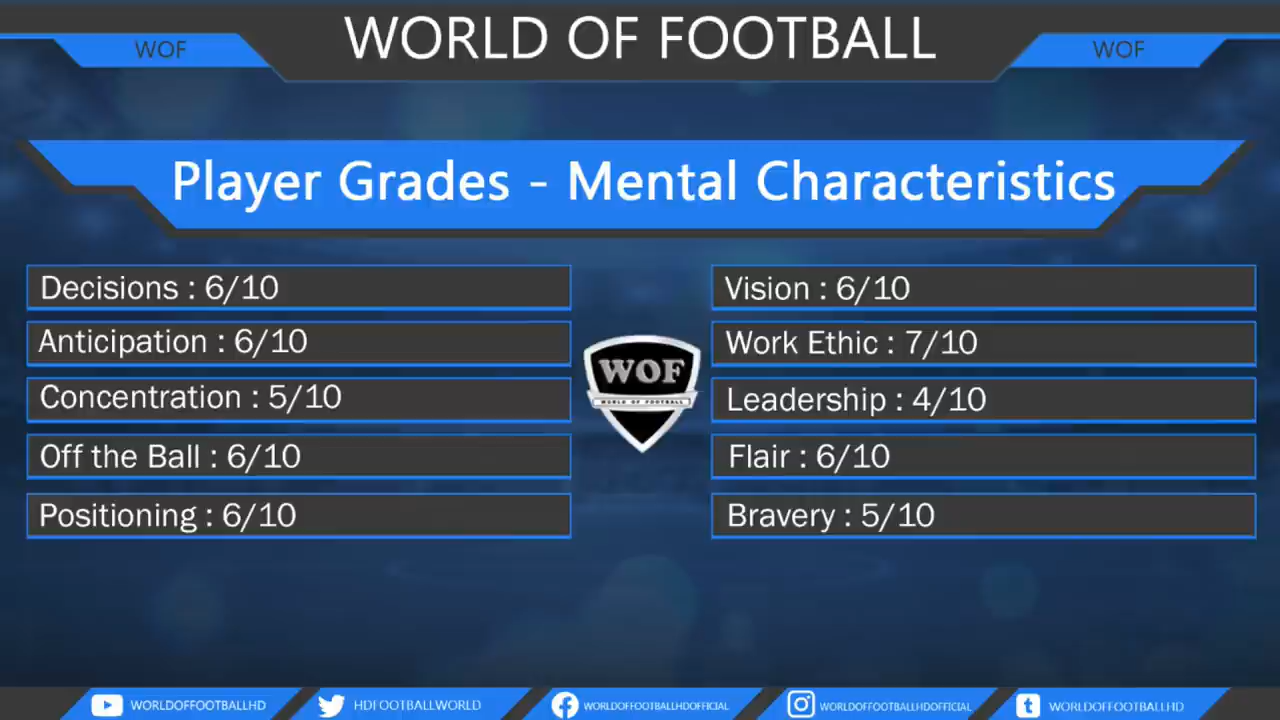 WORLD OF FOOTBALL
WOF
WOF
Player Grades - Mental Characteristics
Decisions : 6/10
Anticipation : 6/10
Concentration : 5/10
Off the Ball : 6/10
Positioning : 6/10
WOF
WORLD OF FOOTBALL
Vision : 6/10
Work Ethic : 7/10
Leadership : 4/10
Flair : 6/10
Bravery : 5/10
WORLDOFFOOTBALLHD
HDFOOTBALLWORLD
WORLDOFFOOTBALLHDOFFICIAL
WORLDOFFOOTBALLHDOFFICIAL
WORLDOFFOOTBALLHD